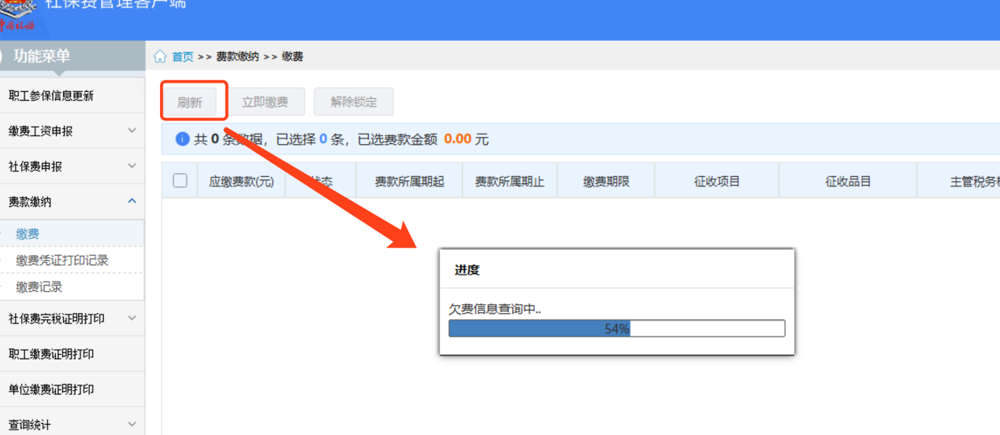 社保费管理客户端
中国税务
功能菜单
首页 >> 费款缴纳 >> 缴费
职工参保信息更新
缴费工资申报
社保费申报
费款缴纳
缴费
缴费凭证打印记录
缴费记录
社保费完税证明打印
职工缴费证明打印
单位缴费证明打印
查询统计
刷新 立即缴费 解除锁定
共 0 条数据，已选择 0 条，已选费款金额 0.00 元
应缴费款(元) 状态 费款所属期起 费款所属期止 缴费期限 征收项目 征收品目 主管税务
进度
欠费信息查询中..
54%